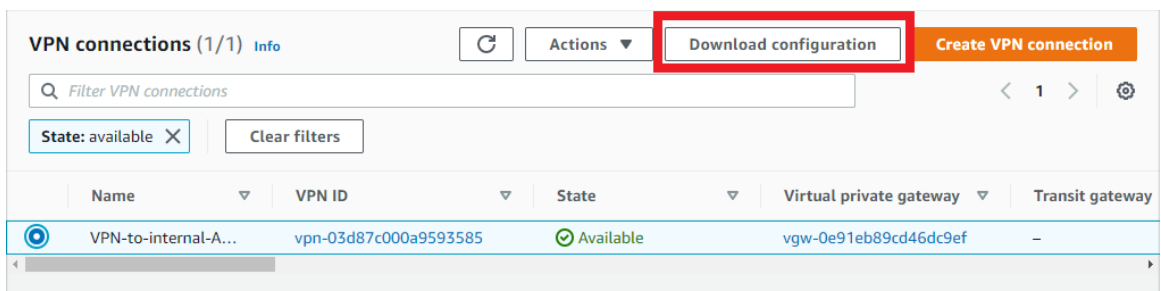 VPN connections (1/1) Info
Actions
Download configuration
Create VPN connection
Filter VPN connections
1
State: available
Clear filters
Name VPN ID State Virtual private gateway Transit gateway
VPN-to-internal-A... vpn-03d87c000a9593585 Available vgw-0e91eb89cd46dc9ef –